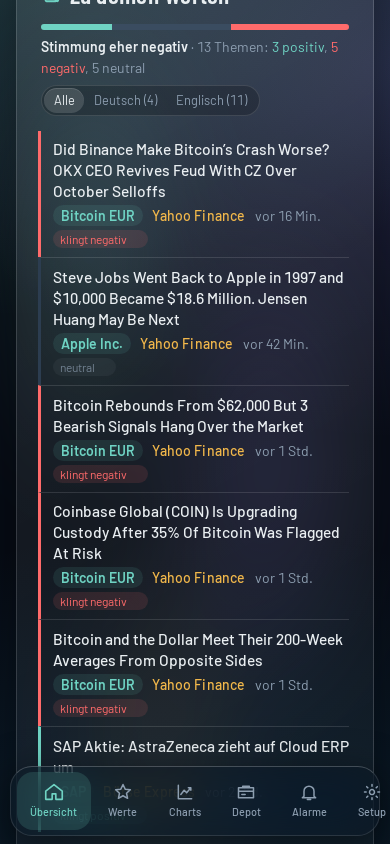 Zu deinen Werten
Stimmung eher negativ · 13 Themen: 3 positiv, 5
negativ, 5 neutral
Alle Deutsch (4) Englisch (11)
Did Binance Make Bitcoin's Crash Worse?
OKX CEO Revives Feud With CZ Over
October Selloffs
Bitcoin EUR Yahoo Finance vor 16 Min.
klingt negativ
Steve Jobs Went Back to Apple in 1997 and
$10,000 Became $18.6 Million. Jensen
Huang May Be Next
Apple Inc. Yahoo Finance vor 42 Min.
neutral
Bitcoin Rebounds From $62,000 But 3
Bearish Signals Hang Over the Market
Bitcoin EUR Yahoo Finance vor 1 Std.
klingt negativ
Coinbase Global (COIN) Is Upgrading
Custody After 35% Of Bitcoin Was Flagged
At Risk
Bitcoin EUR Yahoo Finance vor 1 Std.
klingt negativ
Bitcoin and the Dollar Meet Their 200-Week
Averages From Opposite Sides
Bitcoin EUR Yahoo Finance vor 1 Std.
klingt negativ
SAP Aktie: AstraZeneca zieht auf Cloud ERP
um
Übersicht Werte Charts Depot Alarme Setup